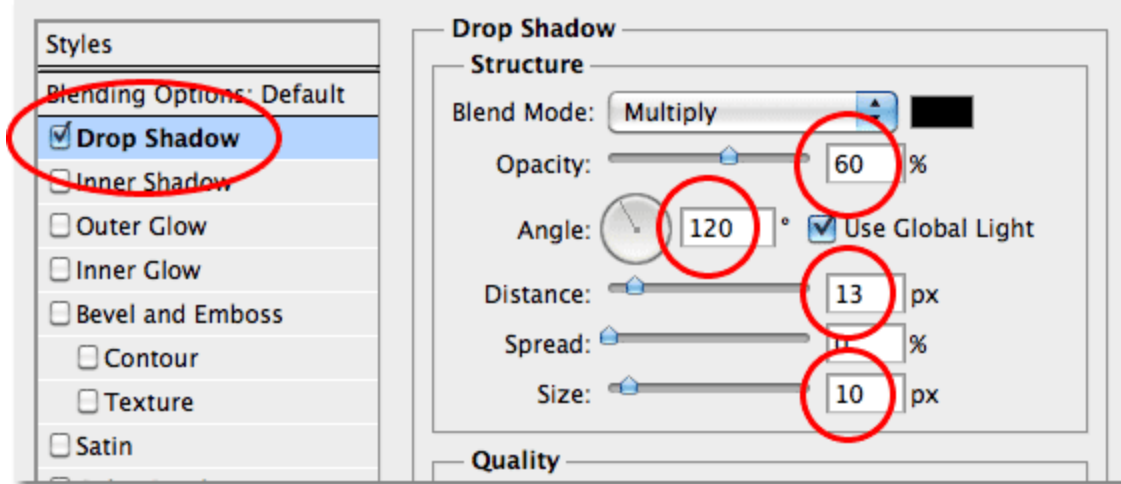 Styles
Blending Options: Default
Drop Shadow
Inner Shadow
Outer Glow
Inner Glow
Bevel and Emboss
Contour
Texture
Satin
Drop Shadow
Structure
Blend Mode: Multiply
Opacity: 60 %
Angle: 120 ° Use Global Light
Distance: 13 px
Spread: 0 %
Size: 10 px
Quality